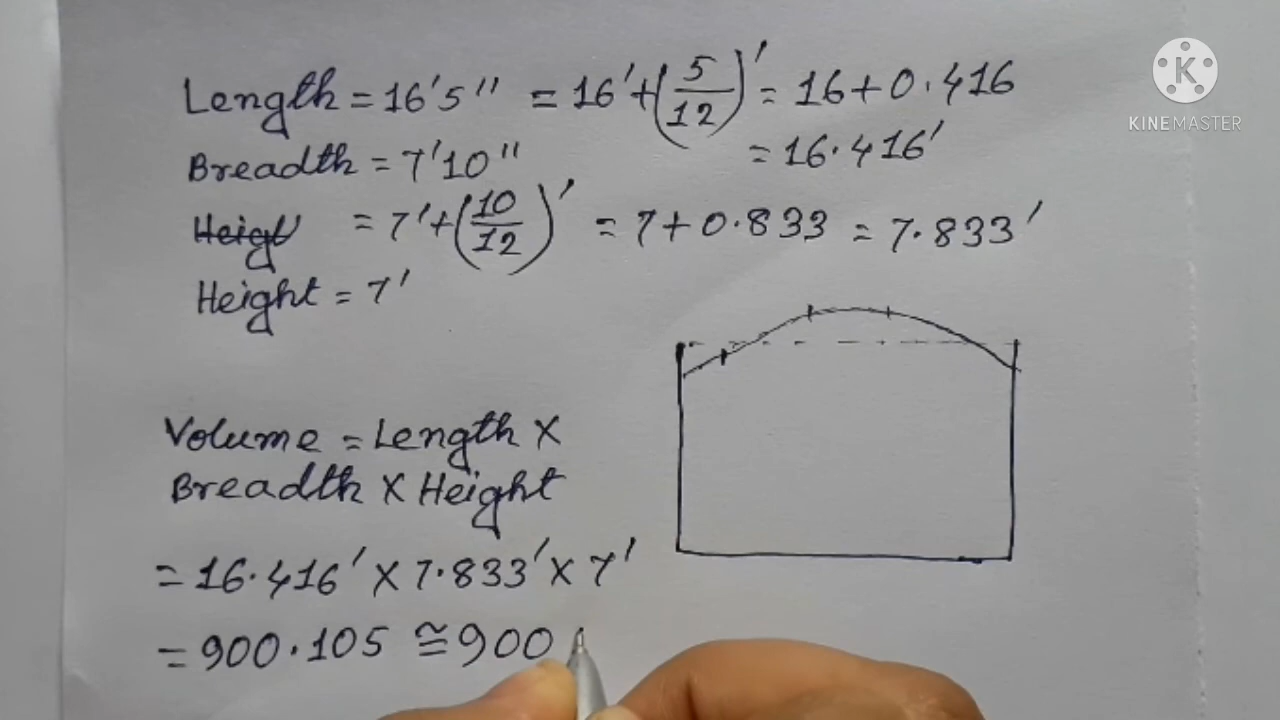 Length = 16'5" = 16' + (5/12)' = 16 + 0.416
= 16.416'
Breadth = 7'10"
Heigt = 7' + (10/12)' = 7 + 0.833 = 7.833'
Height = 7'
Volume = Length X
Breadth X Height
= 16.416' X 7.833' X 7'
= 900.105 ≅ 900
K
KINEMASTER